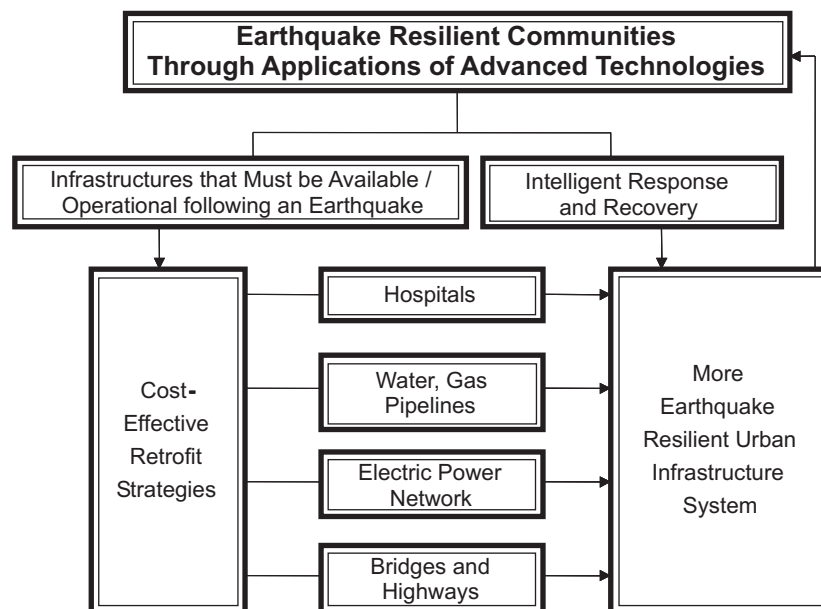 Earthquake Resilient Communities
Through Applications of Advanced Technologies
Infrastructures that Must be Available /
Operational following an Earthquake
Intelligent Response
and Recovery
Cost-
Effective
Retrofit
Strategies
Hospitals
Water, Gas
Pipelines
Electric Power
Network
Bridges and
Highways
More
Earthquake
Resilient Urban
Infrastructure
System